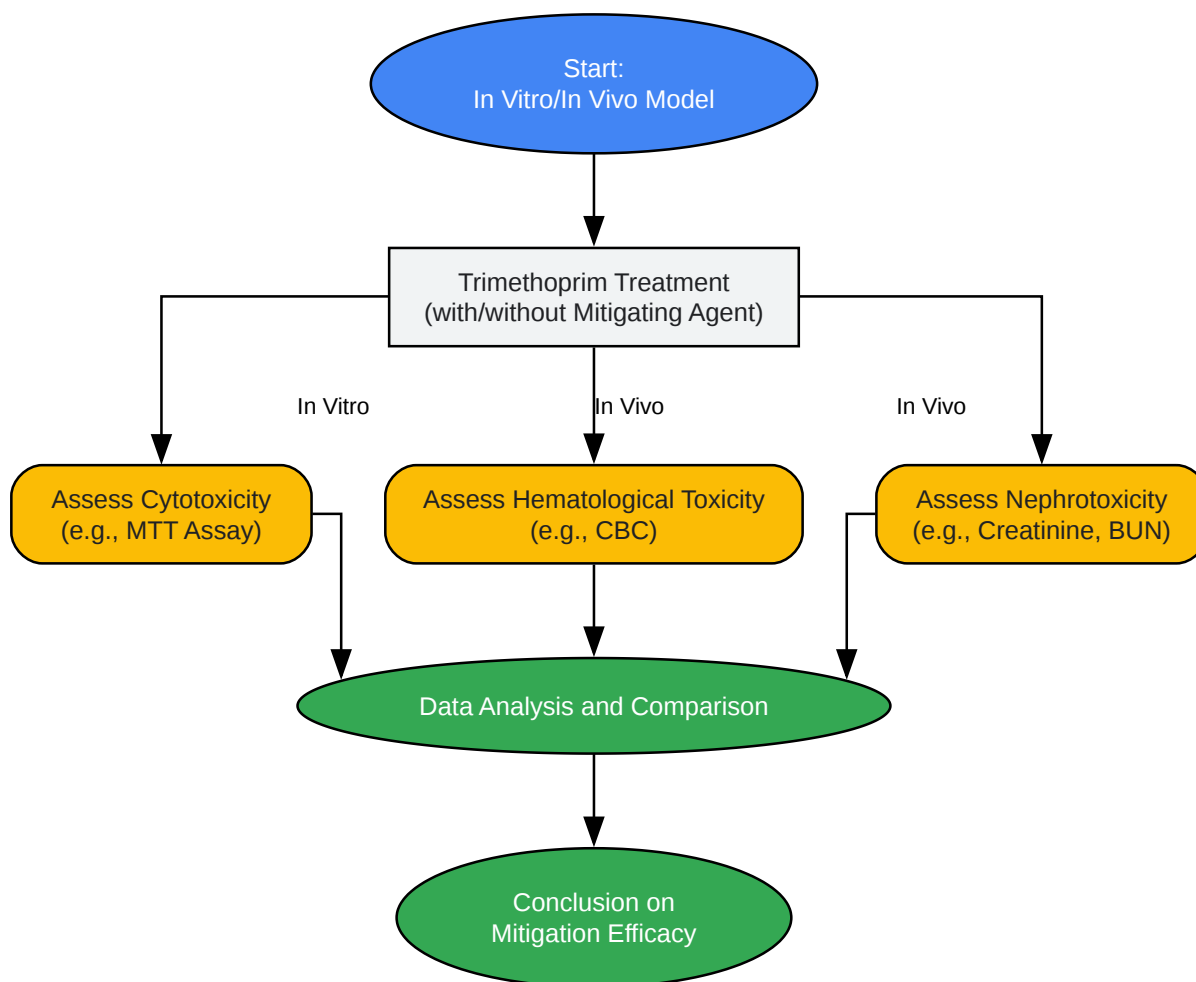 Start:
In Vitro/In Vivo Model
Trimethoprim Treatment
(with/without Mitigating Agent)
In Vitro
In Vivo
In Vivo
Assess Cytotoxicity
(e.g., MTT Assay)
Assess Hematological Toxicity
(e.g., CBC)
Assess Nephrotoxicity
(e.g., Creatinine, BUN)
Data Analysis and Comparison
Conclusion on
Mitigation Efficacy